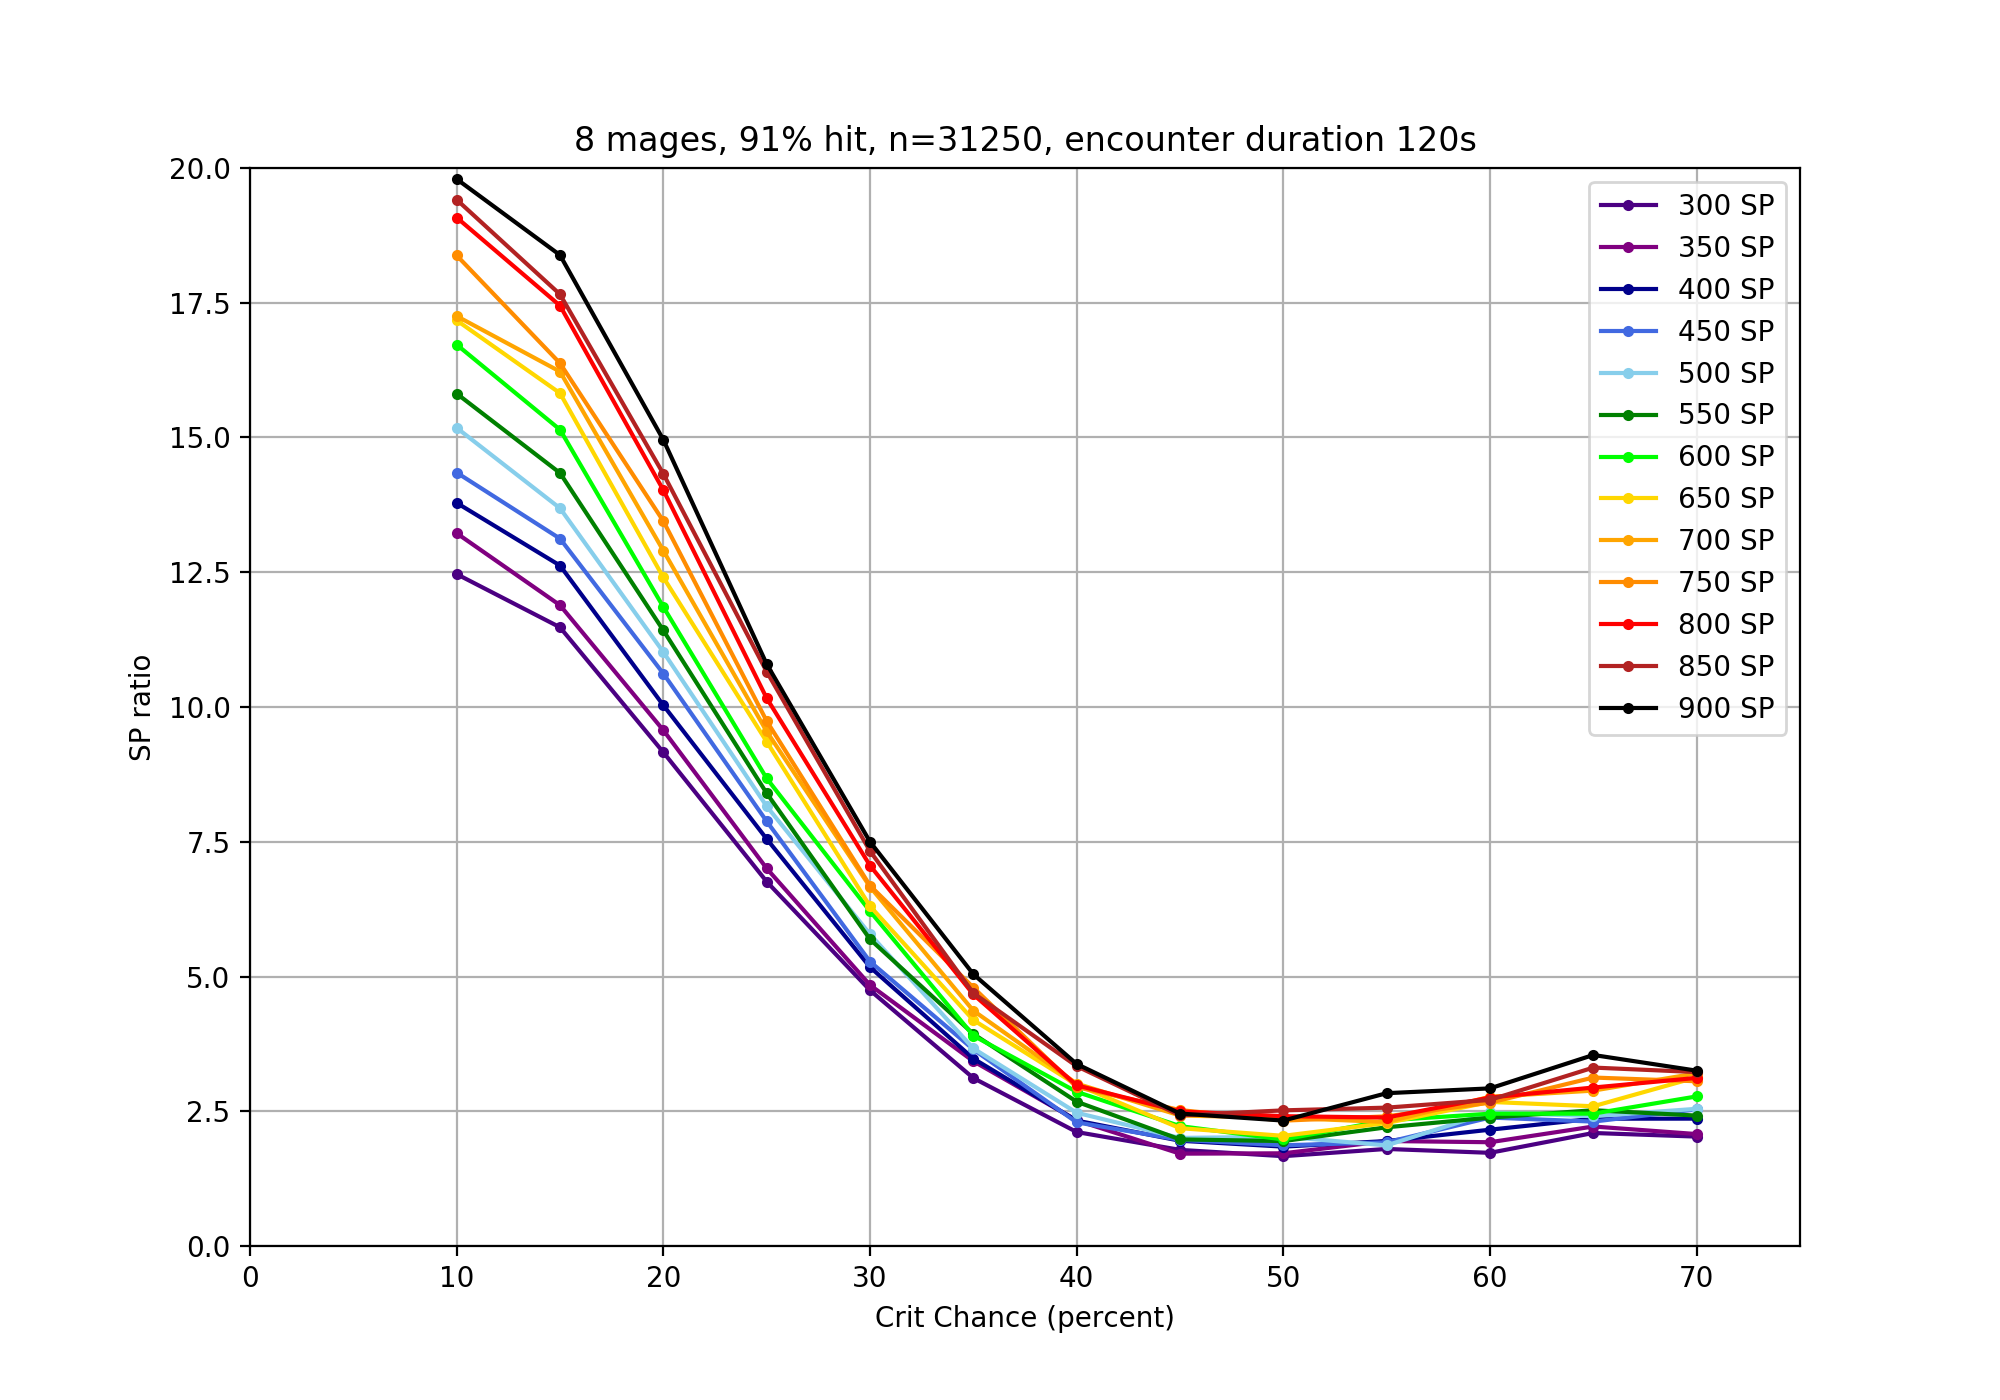 8 mages, 91% hit, n=31250, encounter duration 120s
20.0
17.5
15.0
12.5
10.0
7.5
5.0
2.5
0.0
SP ratio
300 SP
350 SP
400 SP
450 SP
500 SP
550 SP
600 SP
650 SP
700 SP
750 SP
800 SP
850 SP
900 SP
0 10 20 30 40 50 60 70
Crit Chance (percent)